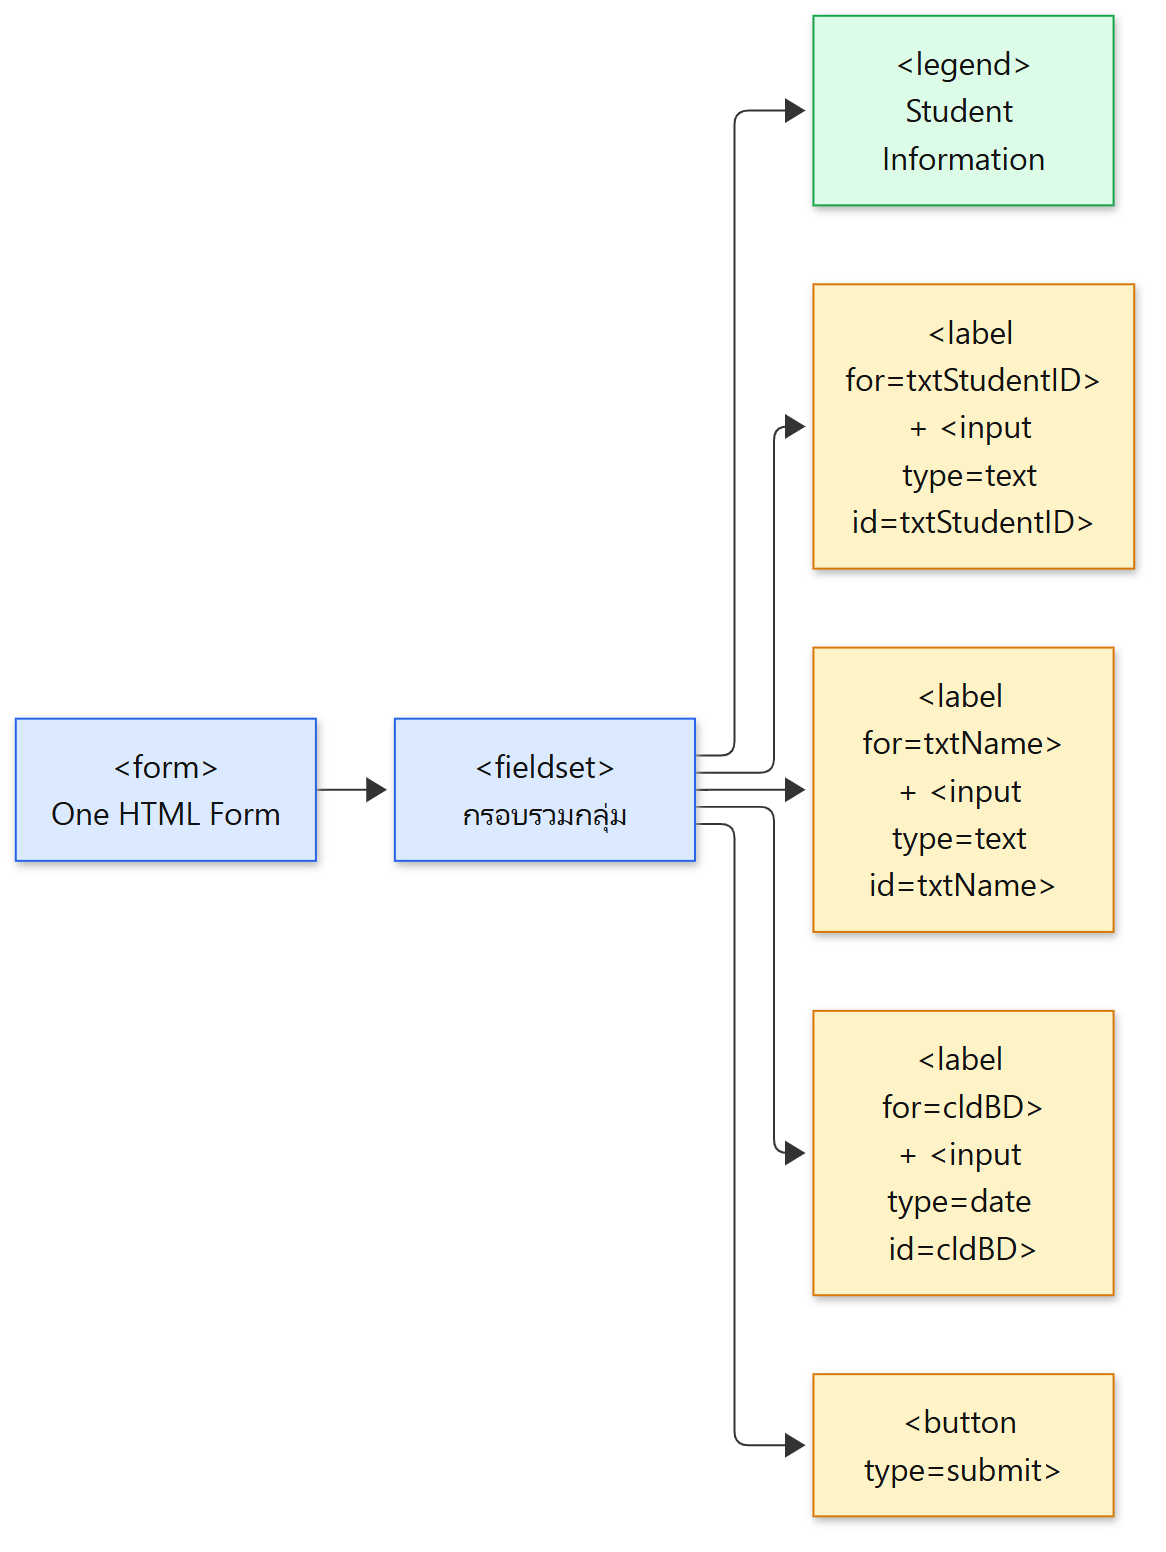 <form>
One HTML Form
<fieldset>
กรอบรวมกลุ่ม
<legend>
Student
Information
<label
for=txtStudentID>
+ <input
type=text
id=txtStudentID>
<label
for=txtName>
+ <input
type=text
id=txtName>
<label
for=cldBD>
+ <input
type=date
id=cldBD>
<button
type=submit>